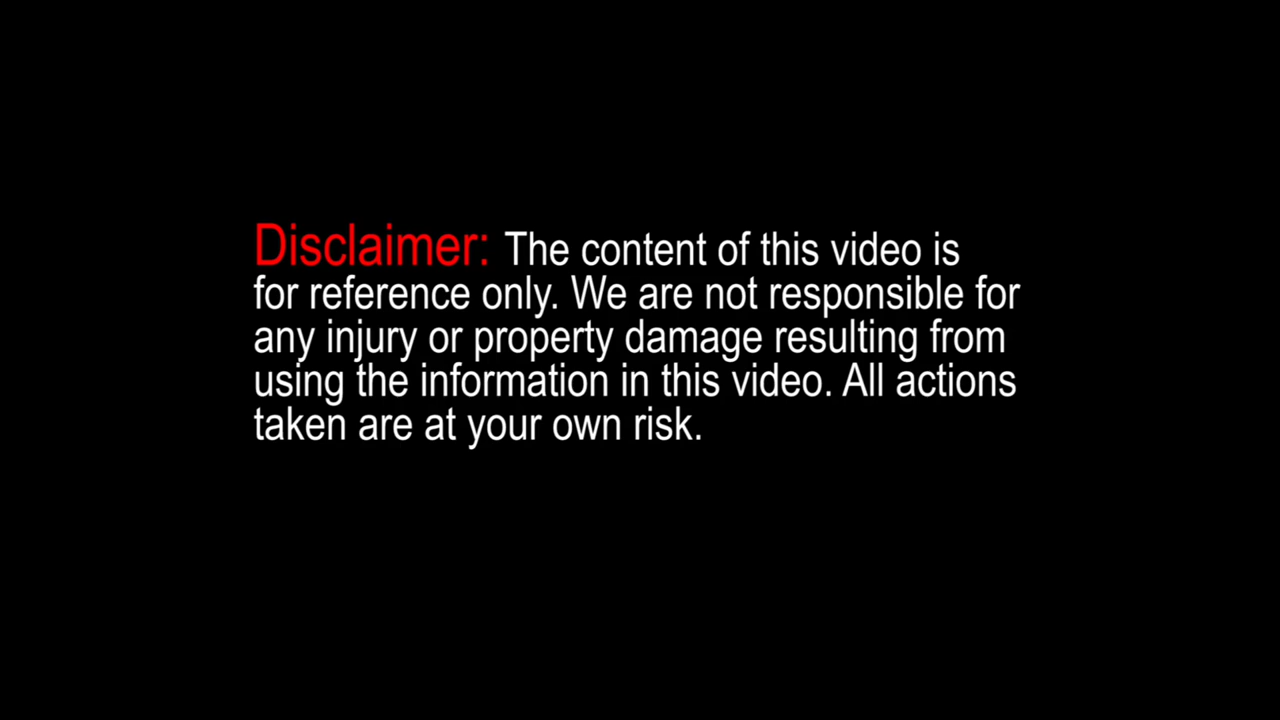 Disclaimer: The content of this video is
for reference only. We are not responsible for
any injury or property damage resulting from
using the information in this video. All actions
taken are at your own risk.